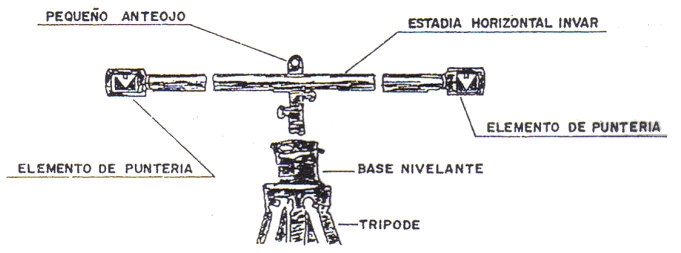 PEQUEÑO ANTEOJO
ESTADIA HORIZONTAL INVAR
ELEMENTO DE PUNTERIA
ELEMENTO DE PUNTERIA
BASE NIVELANTE
TRIPODE